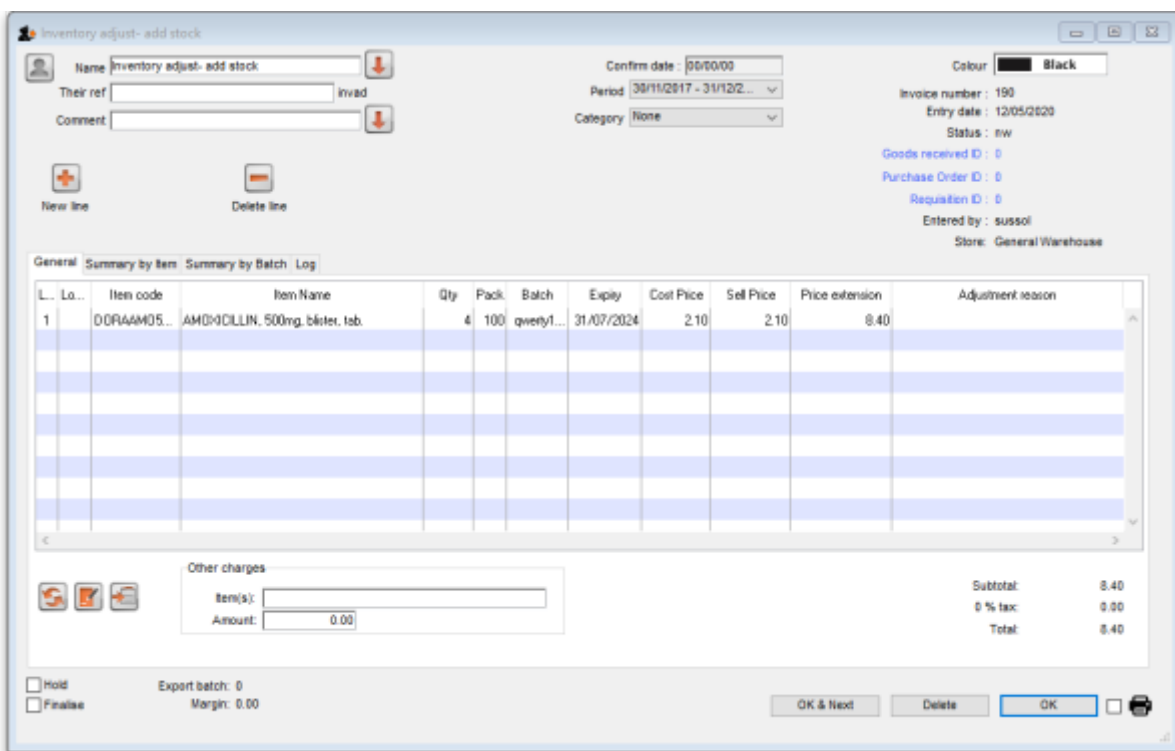 Inventory adjust- add stock
Name Inventory adjust- add stock
Their ref invad
Comment
Confirm date : 00/00/00
Period 30/11/2017 - 31/12/2...
Category None
Colour Black
Invoice number : 190
Entry date : 12/05/2020
Status : nw
Goods received ID : 0
Purchase Order ID : 0
Requisition ID : 0
Entered by : sussol
Store: General Warehouse
New line Delete line
General Summary by Item Summary by Batch Log
L... Lo... Item code Item Name Qty Pack Batch Expiry Cost Price Sell Price Price extension Adjustment reason
1 DORAAM05... AMOXICILLIN, 500mg, blister, tab. 4 100 qwerty1... 31/07/2024 2.10 2.10 8.40
Other charges
Item(s):
Amount: 0.00
Subtotal: 8.40
0 % tax: 0.00
Total: 8.40
Hold Export batch: 0
Finalise Margin: 0.00
OK & Next Delete OK